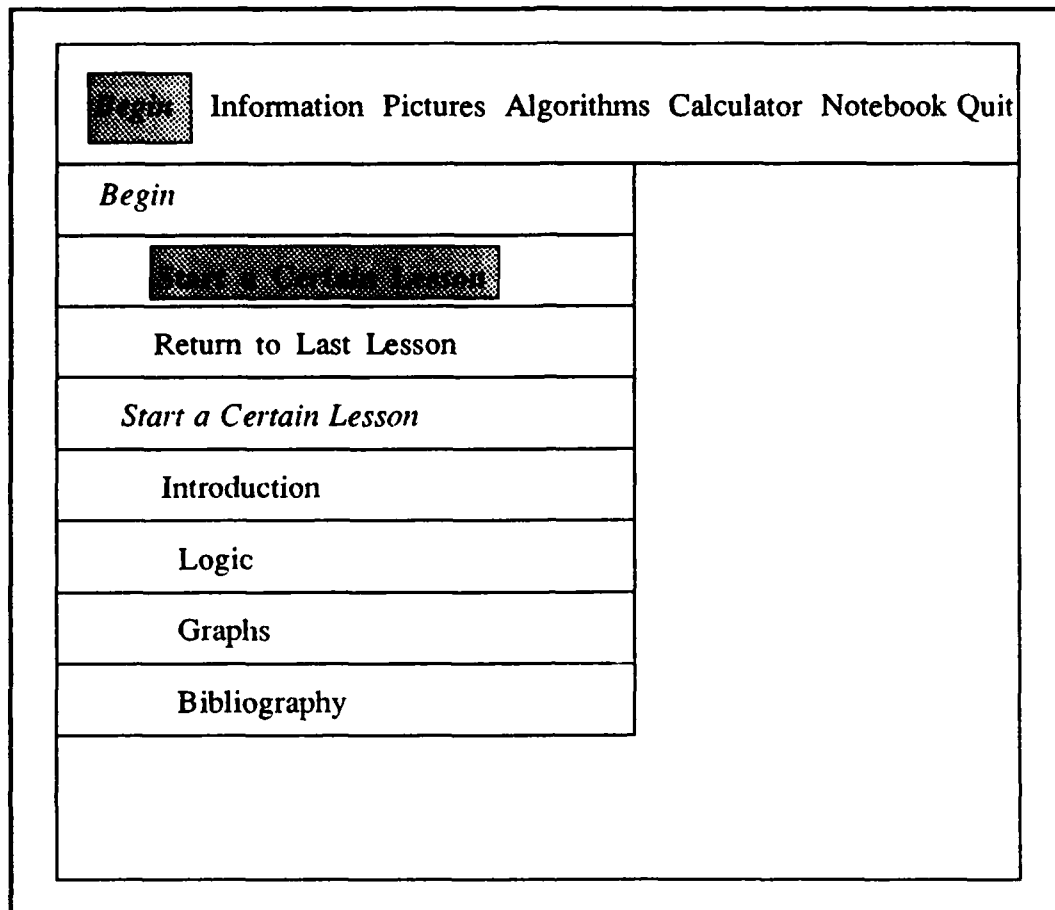 Begin Information Pictures Algorithms Calculator Notebook Quit
Begin
Start a Certain Lesson
Return to Last Lesson
Start a Certain Lesson
Introduction
Logic
Graphs
Bibliography